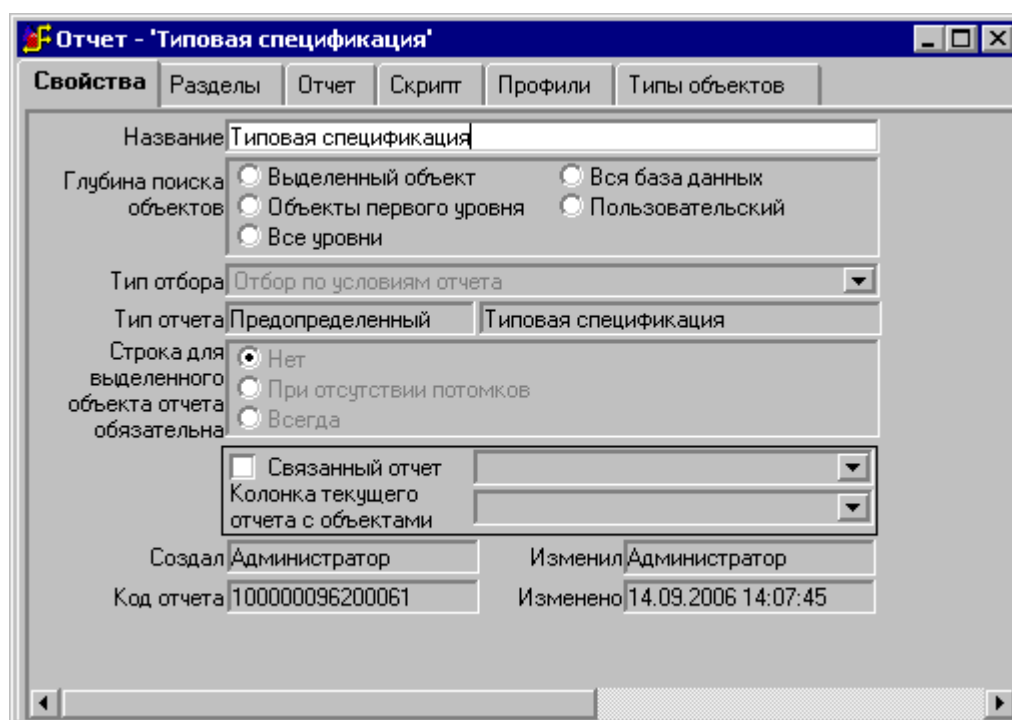 Отчет - 'Типовая спецификация'
Свойства Разделы Отчет Скрипт Профили Типы объектов
Название Типовая спецификация
Глубина поиска объектов
Выделенный объект Вся база данных
Объекты первого уровня Пользовательский
Все уровни
Тип отбора Отбор по условиям отчета
Тип отчета Предопределенный Типовая спецификация
Строка для
выделенного
объекта отчета
обязательна
Нет
При отсутствии потомков
Всегда
Связанный отчет
Колонка текущего
отчета с объектами
Создал Администратор Изменил Администратор
Код отчета 100000096200061 Изменено 14.09.2006 14:07:45